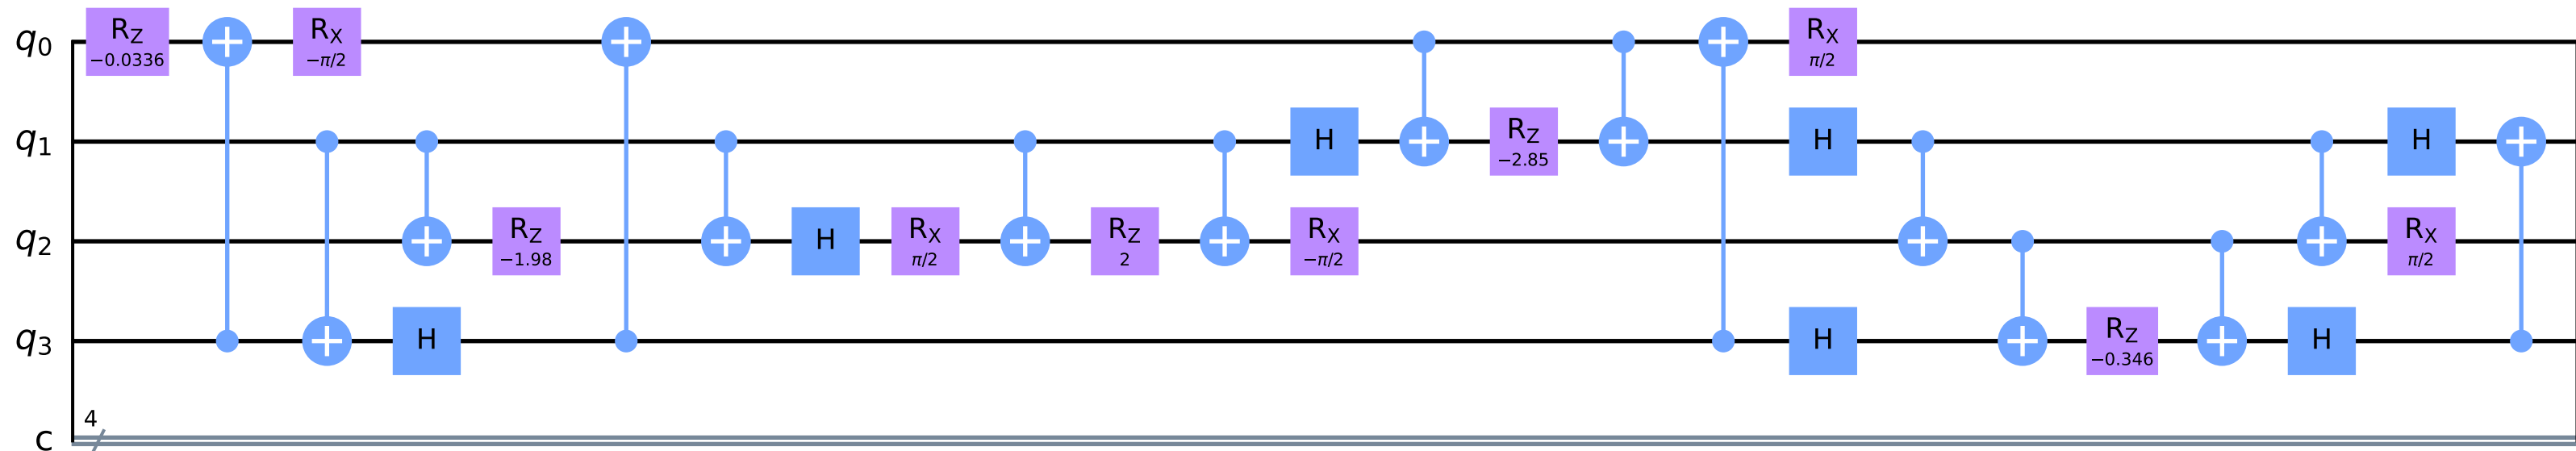 q0 RZ −0.0336 RX −π/2 RX π/2
q1 H RZ −2.85 H H
q2 RZ −1.98 H RX π/2 RZ 2 RX −π/2 RX π/2
q3 H H RZ −0.346 H
4
c